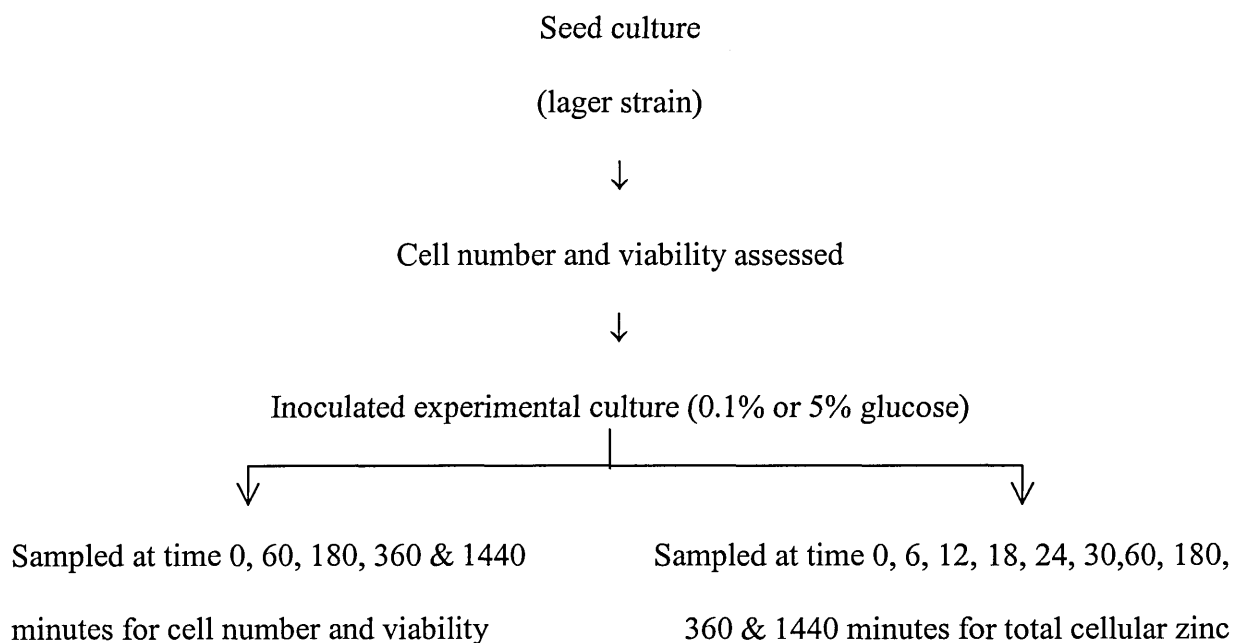 Seed culture
(lager strain)
↓
Cell number and viability assessed
↓
Inoculated experimental culture (0.1% or 5% glucose)
Sampled at time 0, 60, 180, 360 & 1440
minutes for cell number and viability
Sampled at time 0, 6, 12, 18, 24, 30,60, 180,
360 & 1440 minutes for total cellular zinc